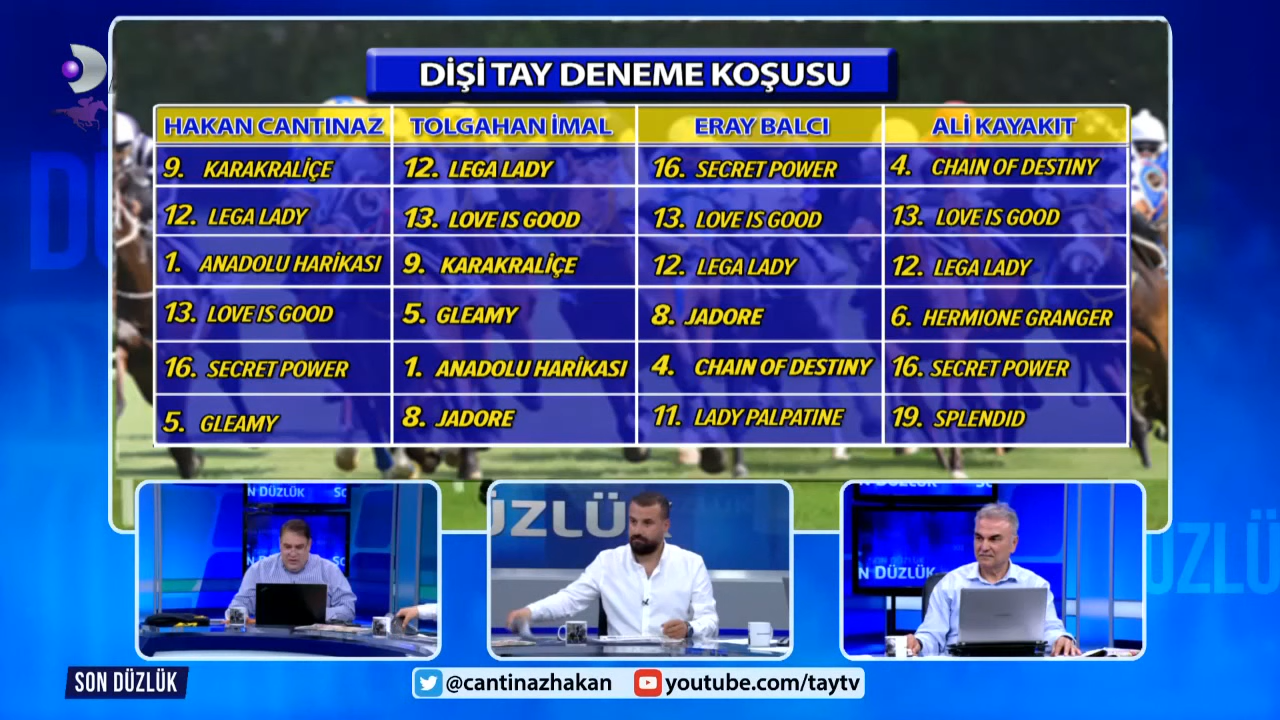 DİŞİ TAY DENEME KOŞUSU
HAKAN CANTINAZ TOLGAHAN İMAL ERAY BALCI ALİ KAYAKIT
9. KARAKRALİÇE 12. LEGA LADY 16. SECRET POWER 4. CHAIN OF DESTINY
12. LEGA LADY 13. LOVE IS GOOD 13. LOVE IS GOOD 13. LOVE IS GOOD
1. ANADOLU HARİKASI 9. KARAKRALİÇE 12. LEGA LADY 12. LEGA LADY
13. LOVE IS GOOD 5. GLEAMY 8. JADORE 6. HERMIONE GRANGER
16. SECRET POWER 1. ANADOLU HARİKASI 4. CHAIN OF DESTINY 16. SECRET POWER
5. GLEAMY 8. JADORE 11. LADY PALPATINE 19. SPLENDID
N DÜZLÜK
ÜZLÜ
N DÜZLÜK
SON DÜZLÜK
@cantinazhakan youtube.com/taytv